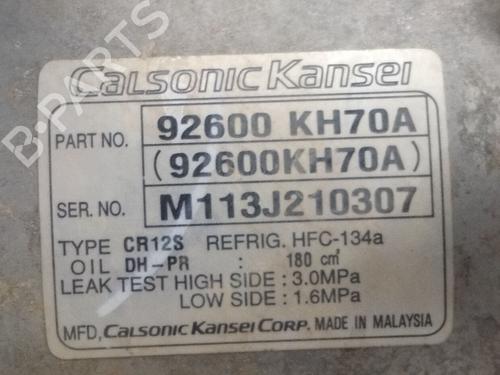 Calsonic Kansei
PART NO. 92600 KH70A
(92600KH70A)
SER. NO. M113J210307
TYPE CR12S REFRIG. HFC-134a
OIL DH-PR : 180 cm³
LEAK TEST HIGH SIDE : 3.0MPa
LOW SIDE : 1.6MPa
MFD, CALSONIC KANSEI CORP. MADE IN MALAYSIA
B-PARTS